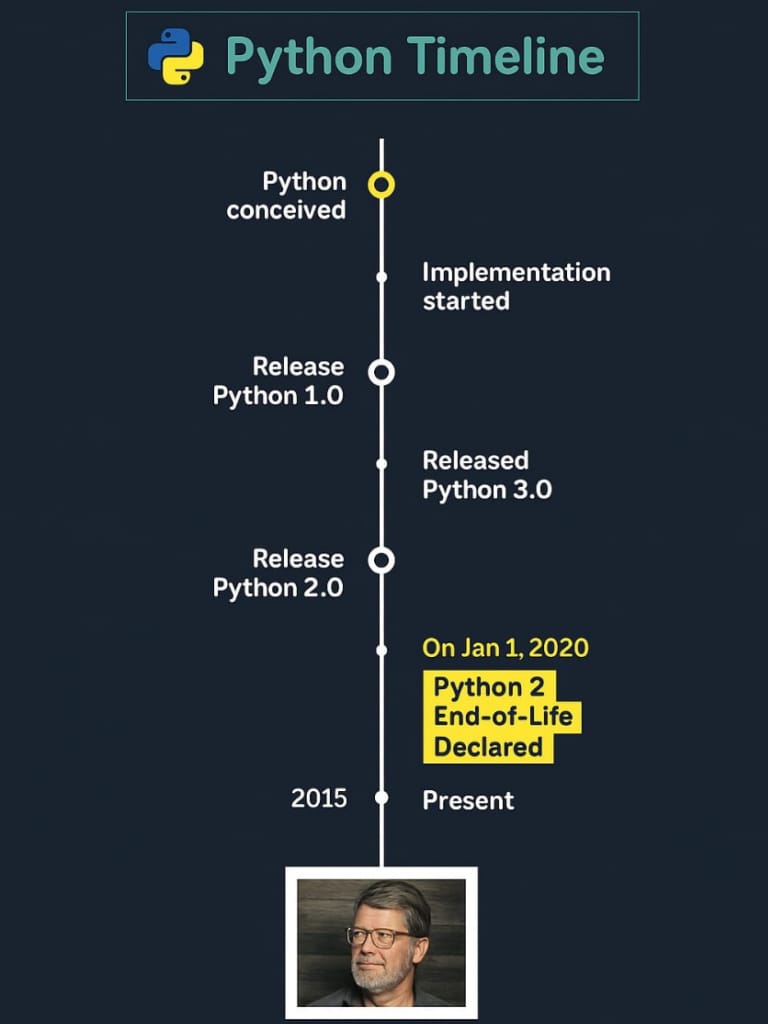 Python Timeline
Python
conceived
Implementation
started
Release
Python 1.0
Released
Python 3.0
Release
Python 2.0
On Jan 1, 2020
Python 2
End-of-Life
Declared
2015
Present